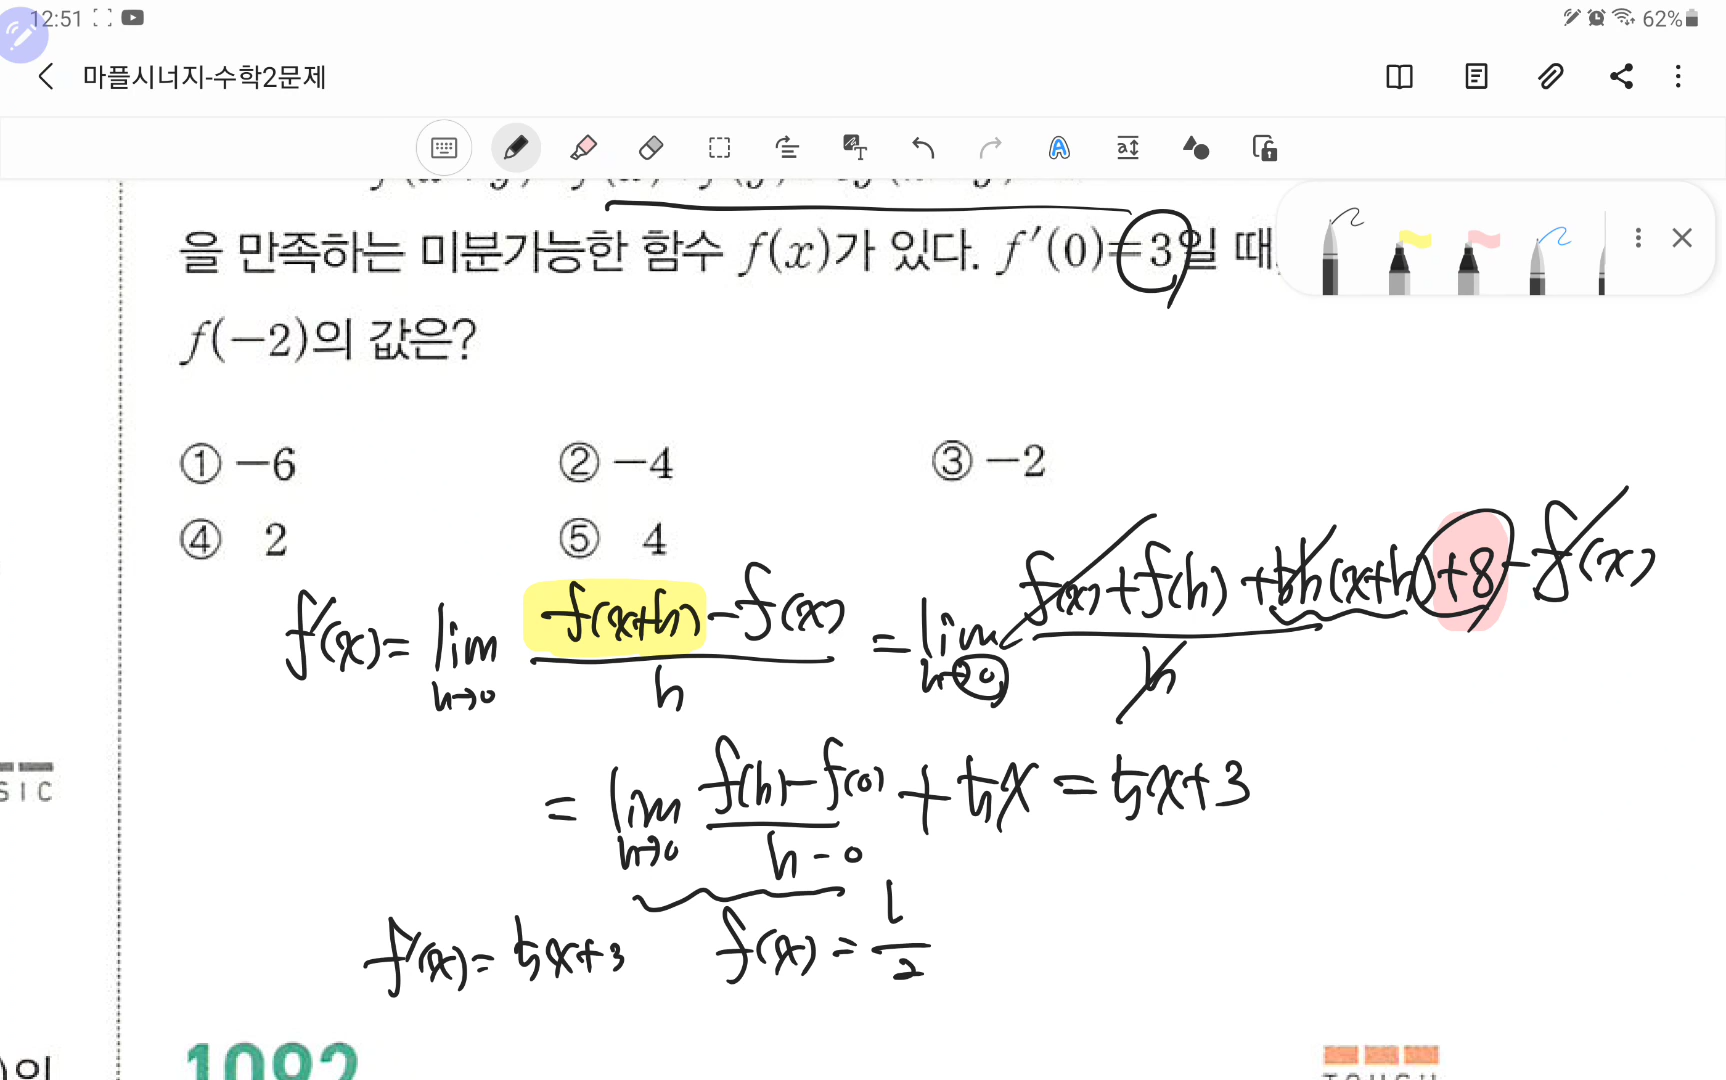 12:51
62%
마플시너지-수학2문제
을 만족하는 미분가능한 함수 f(x)가 있다. f′(0)=3일 때,
f(−2)의 값은?
① −6 ② −4 ③ −2
④ 2 ⑤ 4
f′(x)= lim h→0 f(x+h)−f(x) / h = lim h→0 f(x)+f(h)+5h(x+h)+8−f(x) / h
= lim h→0 f(h)−f(0) / h−0 + 5x = 5x+3
f′(x)= 5x+3 f(x)= 1/2
SIC
1092